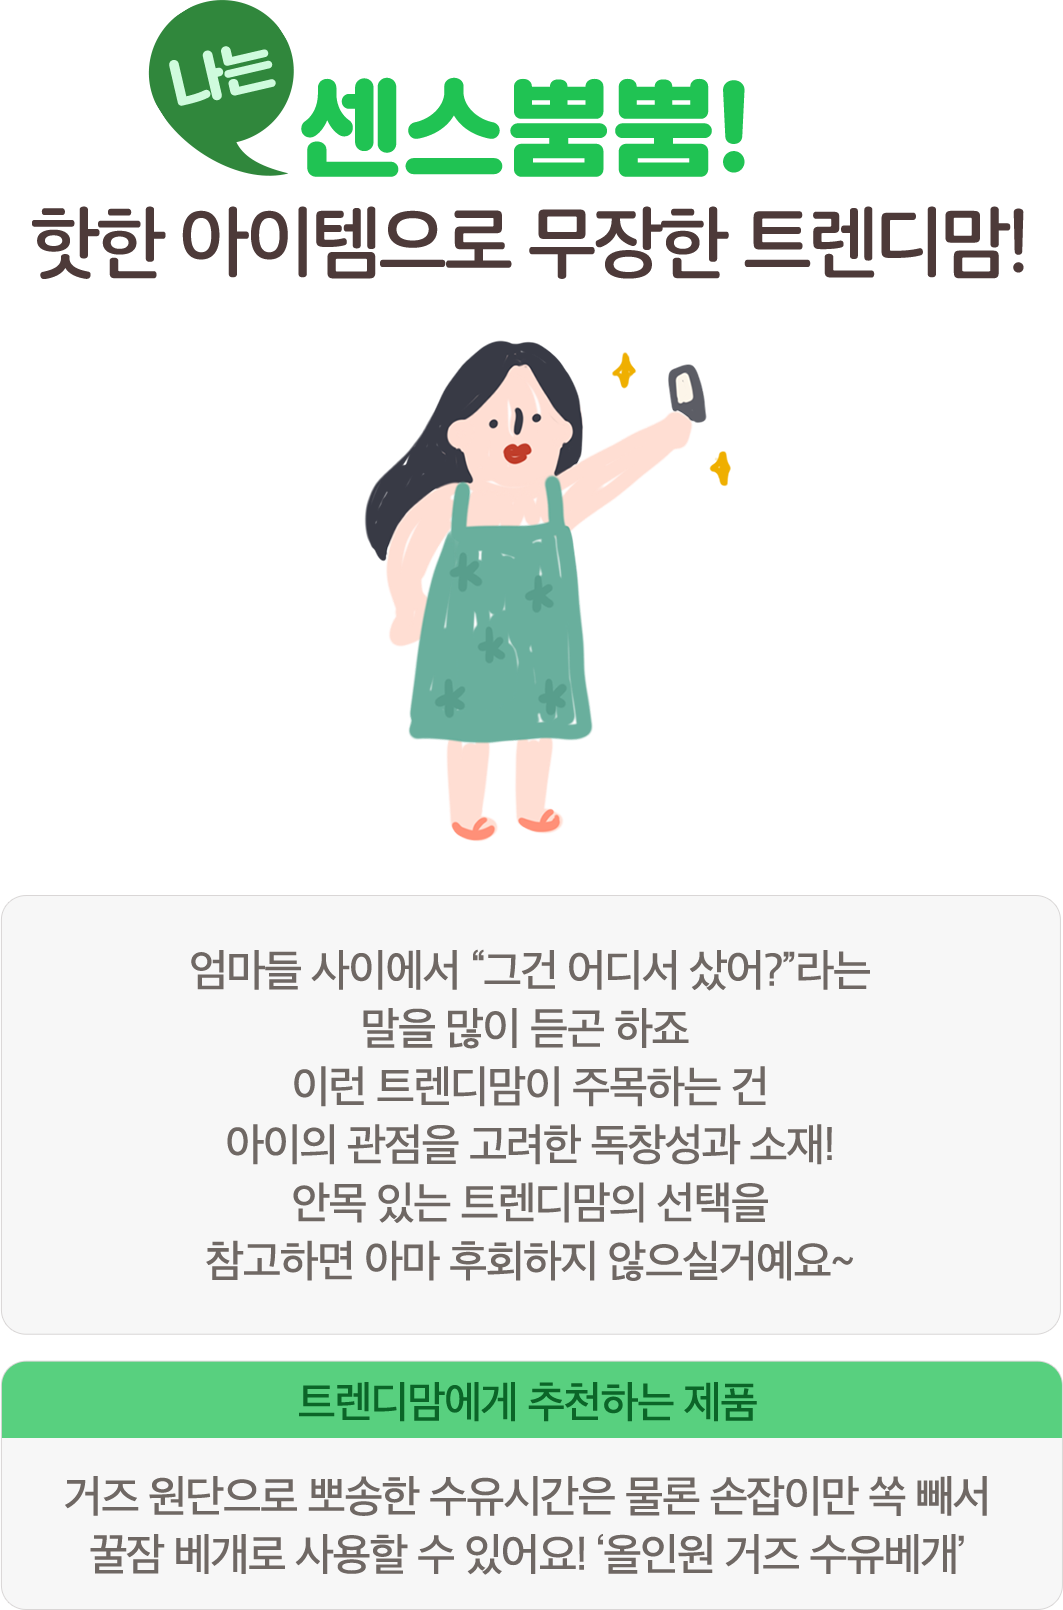 나는
센스뿜뿜!
핫한 아이템으로 무장한 트렌디맘!
엄마들 사이에서 “그건 어디서 샀어?”라는
말을 많이 듣곤 하죠
이런 트렌디맘이 주목하는 건
아이의 관점을 고려한 독창성과 소재!
안목 있는 트렌디맘의 선택을
참고하면 아마 후회하지 않으실거예요~
트렌디맘에게 추천하는 제품
거즈 원단으로 뽀송한 수유시간은 물론 손잡이만 쏙 빼서
꿀잠 베개로 사용할 수 있어요! ‘올인원 거즈 수유베개’